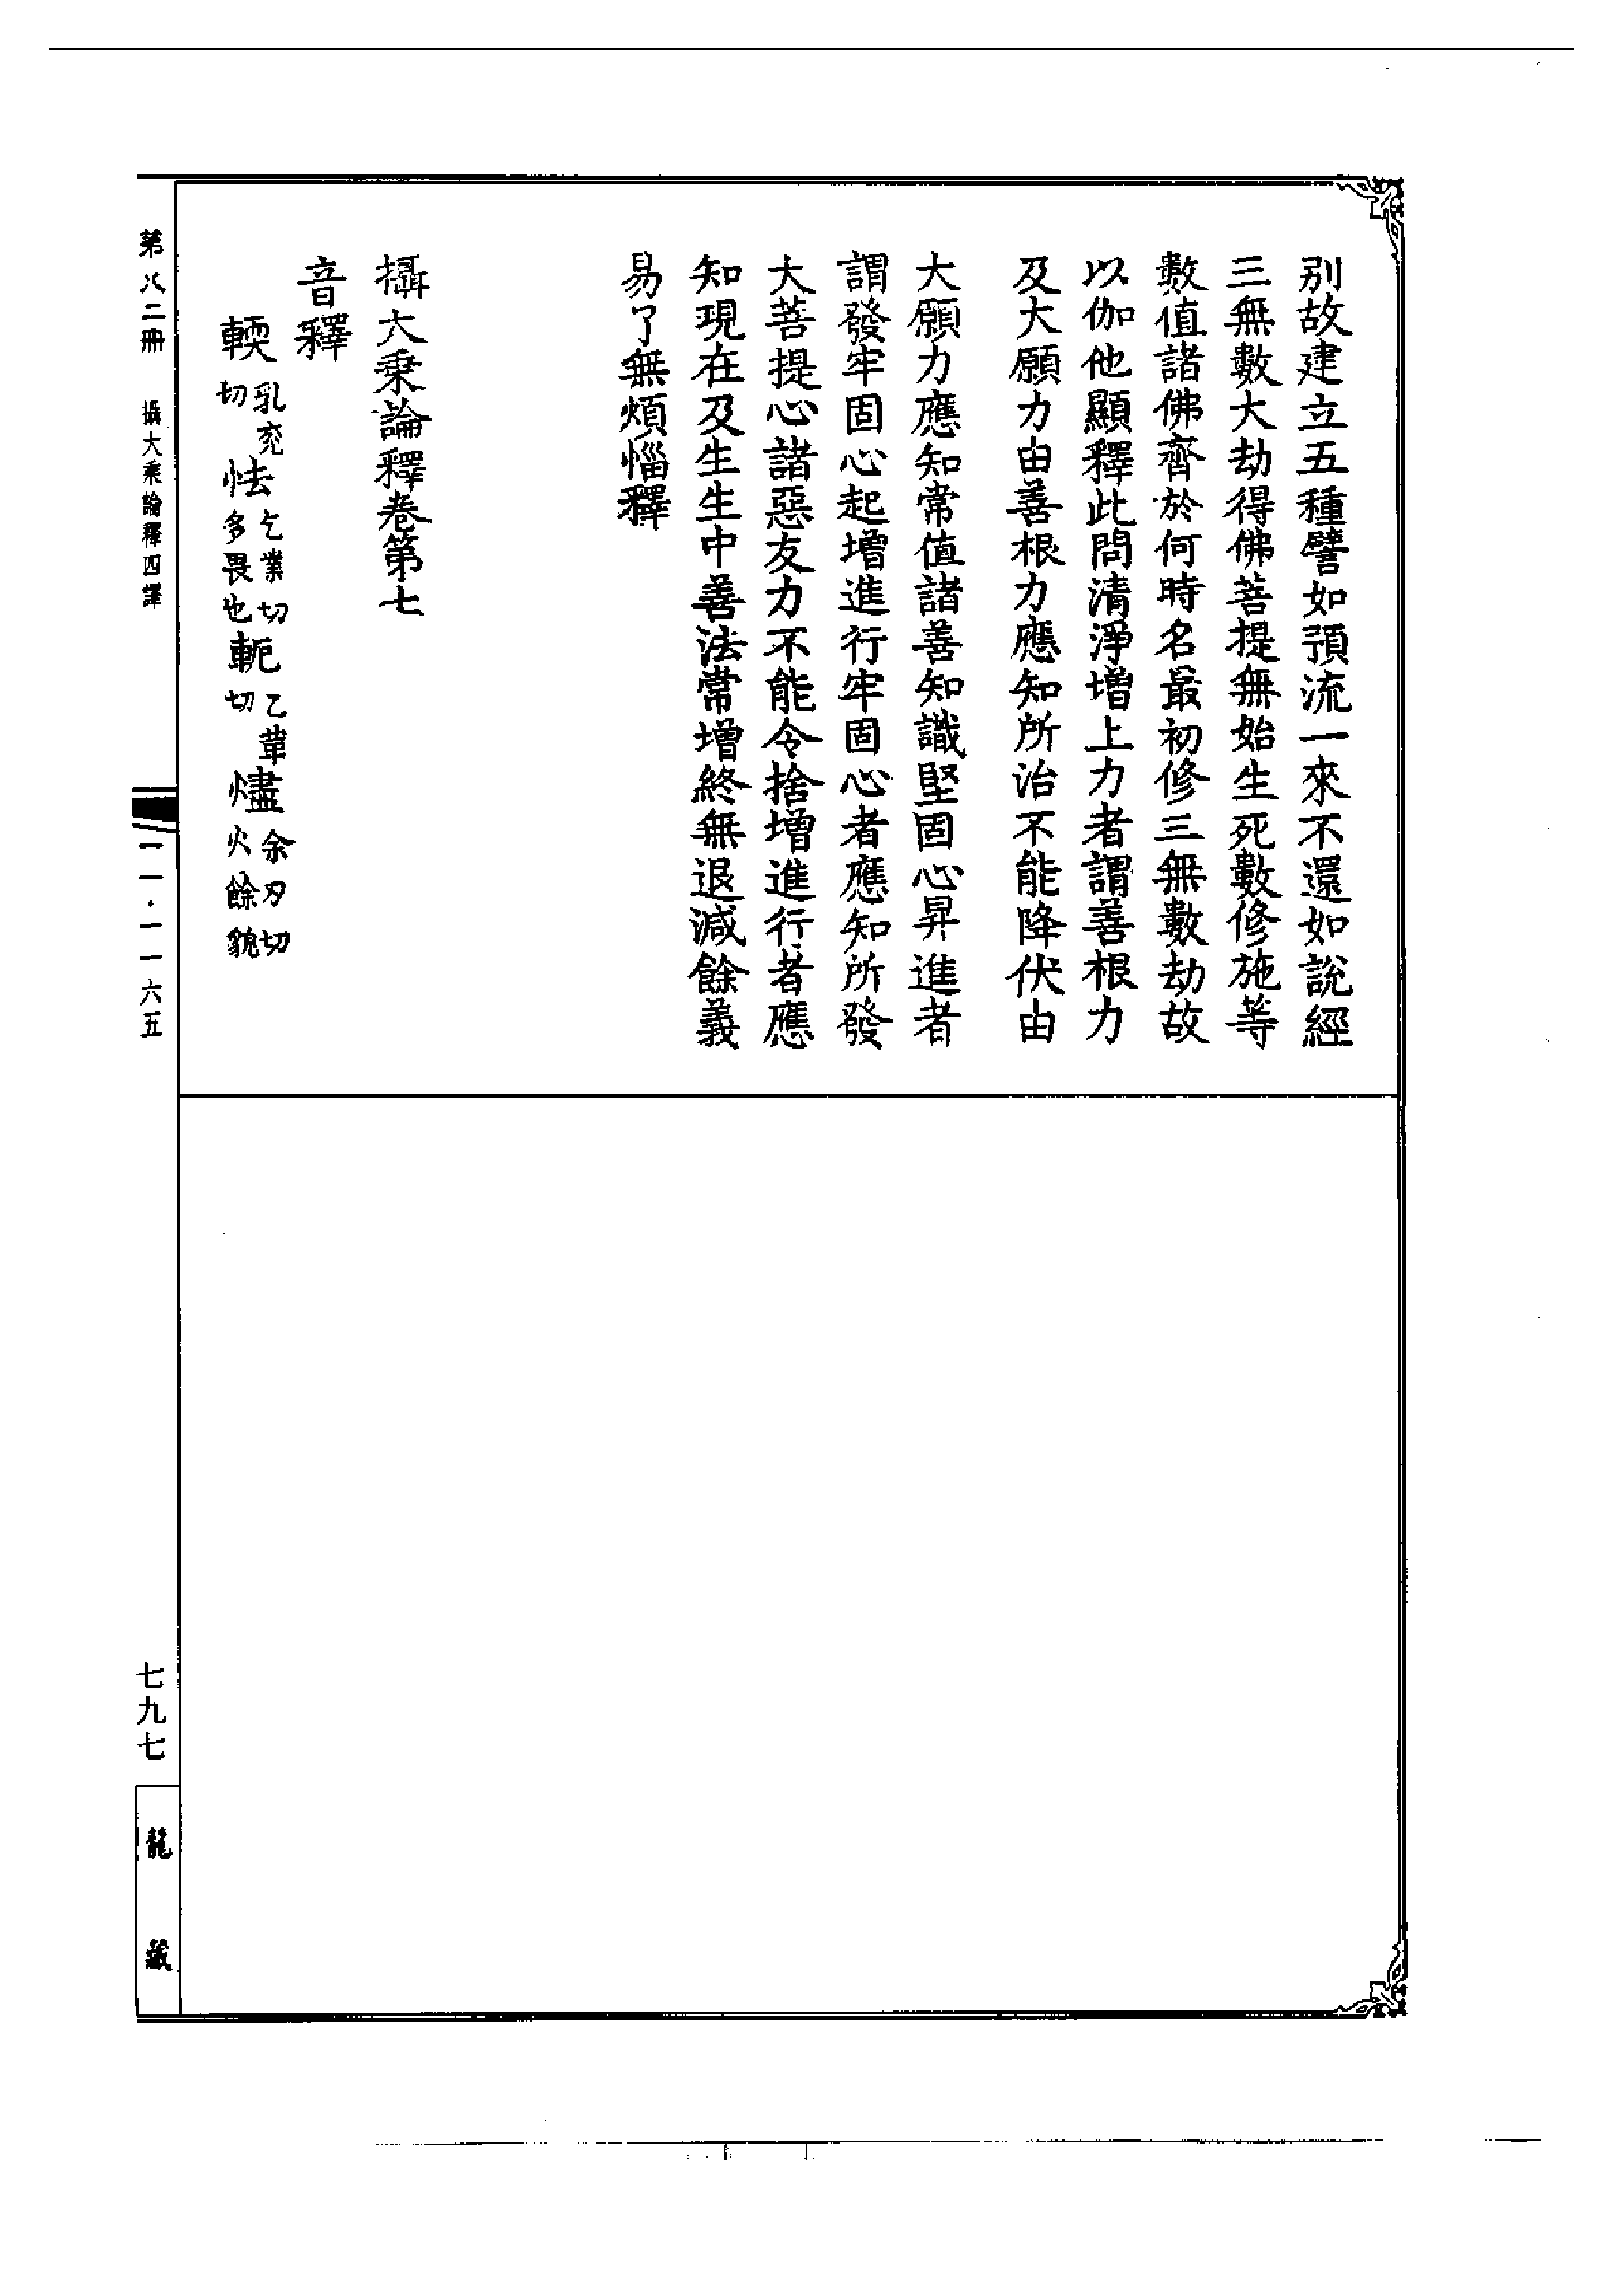 別故建立五種譬如預流一來不還如說經
三無數大劫得佛菩提無始生死數修施等
數值諸佛齊於何時名最初修三無數劫故
以伽他顯釋此問清淨增上力者謂善根力
及大願力由善根力應知所治不能降伏由
大願力應知常值諸善知識堅固心昇進者
謂發牢固心起增進行牢固心者應知所發
大菩提心諸惡友力不能令捨增進行者應
知現在及生生中善法常增終無退減餘義
易了無煩惱釋
攝大乘論釋卷第七
音釋
輭乳兖切 怯乞業切多畏也 軛乙革切 燼余刃切火餘貌
第八二冊 攝大乘論釋四譯
一一一·一一六五
七九七
龍藏